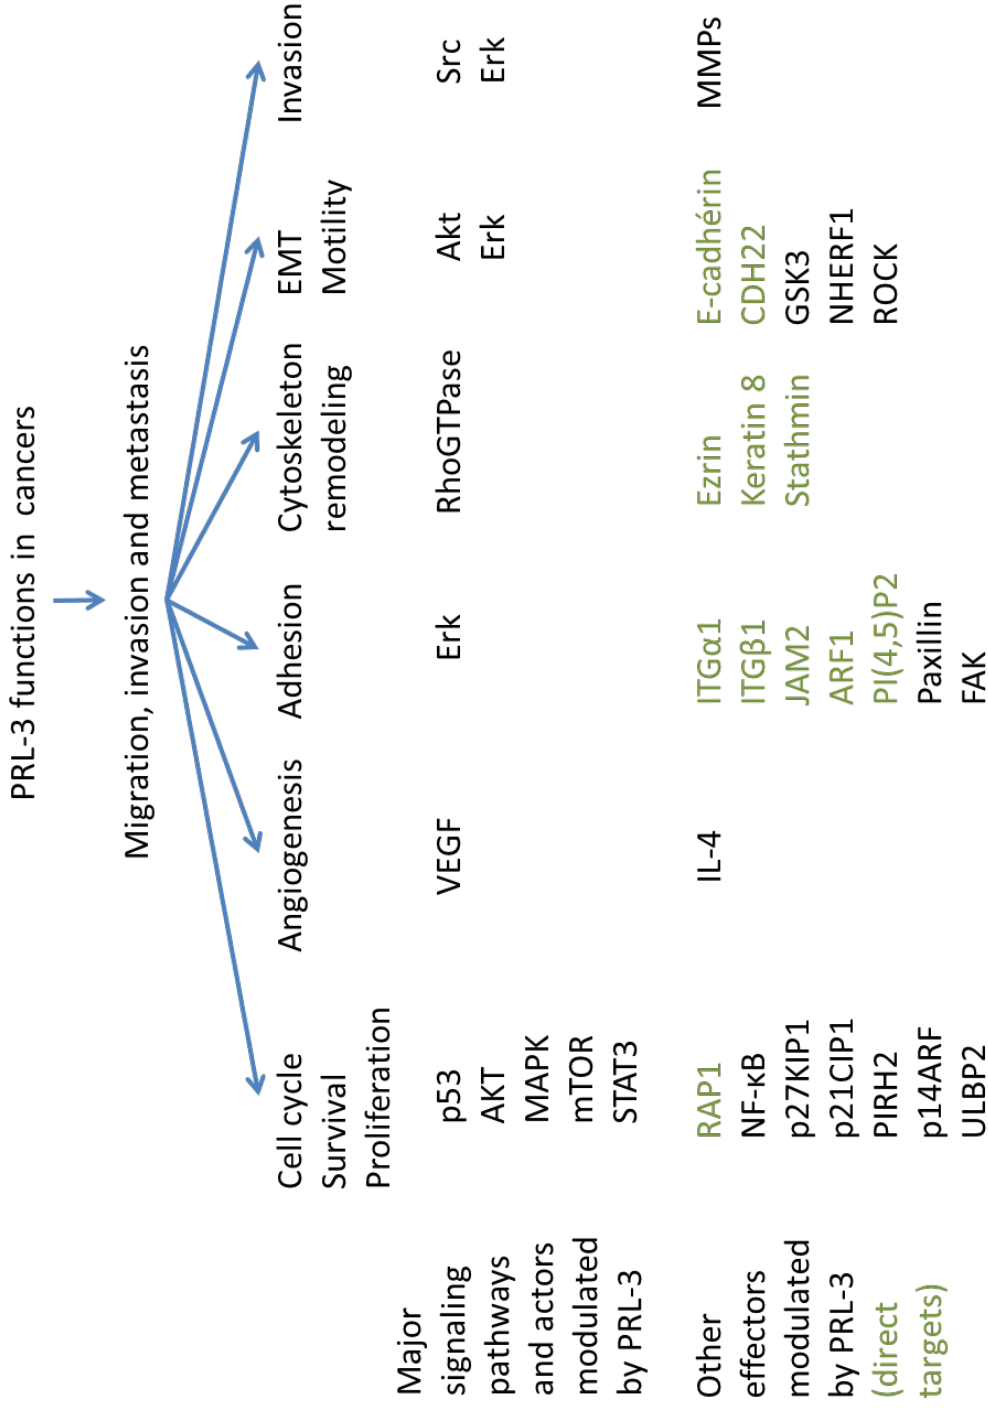 PRL-3 functions in cancers
Migration, invasion and metastasis
Cell cycle
Survival
Proliferation
Angiogenesis
Adhesion
Cytoskeleton
remodeling
EMT
Motility
Invasion
Major
signaling
pathways
and actors
modulated
by PRL-3
p53
AKT
MAPK
mTOR
STAT3
VEGF
Erk
RhoGTPase
Akt
Erk
Src
Erk
Other
effectors
modulated
by PRL-3
(direct
targets)
RAP1
NF-κB
p27KIP1
p21CIP1
PIRH2
p14ARF
ULBP2
IL-4
ITGα1
ITGβ1
JAM2
ARF1
PI(4,5)P2
Paxillin
FAK
Ezrin
Keratin 8
Stathmin
E-cadhérin
CDH22
GSK3
NHERF1
ROCK
MMPs